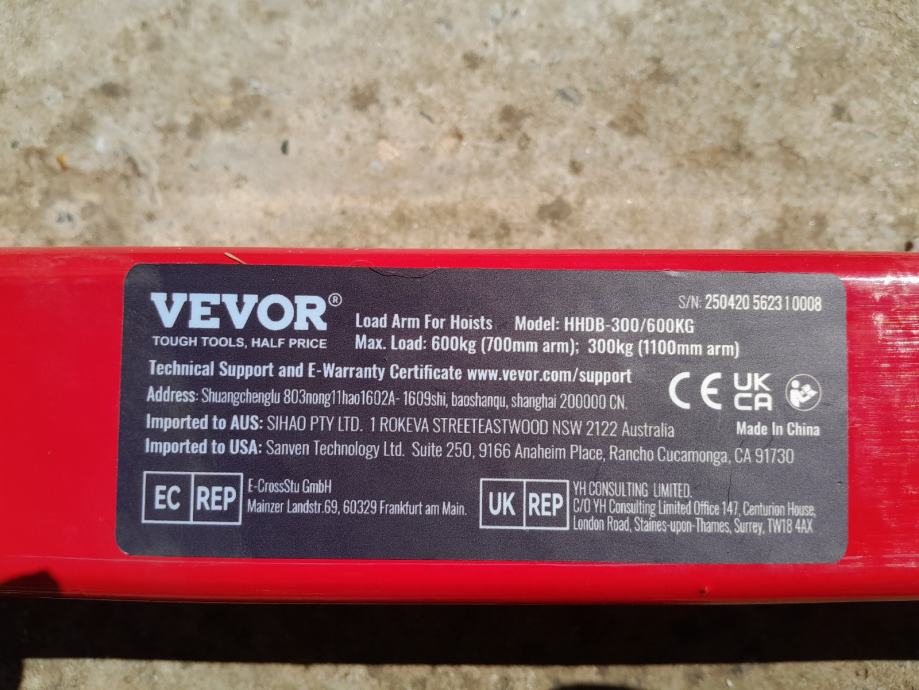 VEVOR®
TOUGH TOOLS, HALF PRICE
S/N: 250420 56231 0008
Load Arm For Hoists Model: HHDB-300/600KG
Max. Load: 600kg (700mm arm); 300kg (1100mm arm)
Technical Support and E-Warranty Certificate www.vevor.com/support
Address: Shuangchenglu 803nong11hao1602A- 1609shi, baoshanqu, shanghai 200000 CN.
CE UK CA
Made In China
Imported to AUS: SIHAO PTY LTD. 1 ROKEVA STREETEASTWOOD NSW 2122 Australia
Imported to USA: Sanven Technology Ltd. Suite 250, 9166 Anaheim Place, Rancho Cucamonga, CA 91730
EC REP
E-CrossStu GmbH
Mainzer Landstr.69, 60329 Frankfurt am Main.
UK REP
YH CONSULTING LIMITED.
C/O YH Consulting Limited Office 147, Centurion House,
London Road, Staines-upon-Thames, Surrey, TW18 4AX